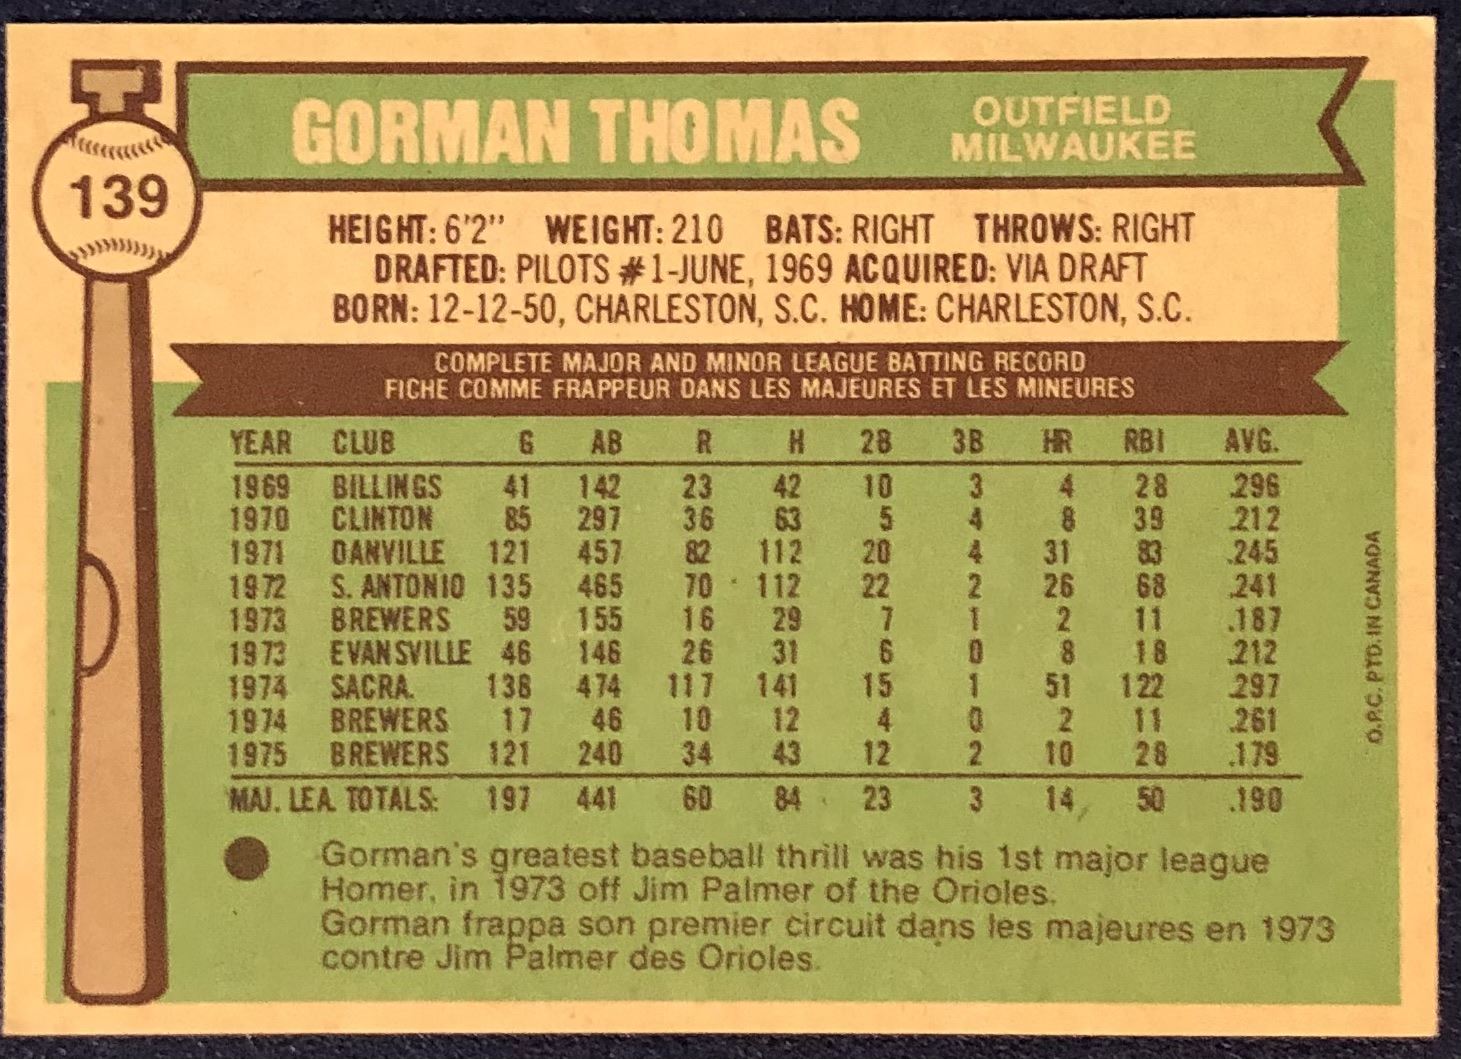 139
GORMAN THOMAS
OUTFIELD
MILWAUKEE
HEIGHT: 6'2" WEIGHT: 210 BATS: RIGHT THROWS: RIGHT
DRAFTED: PILOTS #1-JUNE, 1969 ACQUIRED: VIA DRAFT
BORN: 12-12-50, CHARLESTON, S.C. HOME: CHARLESTON, S.C.
COMPLETE MAJOR AND MINOR LEAGUE BATTING RECORD
FICHE COMME FRAPPEUR DANS LES MAJEURES ET LES MINEURES
YEAR CLUB G AB R H 2B 3B HR RBI AVG.
1969 BILLINGS 41 142 23 42 10 3 4 28 .296
1970 CLINTON 85 297 36 63 5 4 8 39 .212
1971 DANVILLE 121 457 82 112 20 4 31 83 .245
1972 S. ANTONIO 135 465 70 112 22 2 26 68 .241
1973 BREWERS 59 155 16 29 7 1 2 11 .187
1973 EVANSVILLE 46 146 26 31 6 0 8 18 .212
1974 SACRA. 138 474 117 141 15 1 51 122 .297
1974 BREWERS 17 46 10 12 4 0 2 11 .261
1975 BREWERS 121 240 34 43 12 2 10 28 .179
MAJ. LEA. TOTALS: 197 441 60 84 23 3 14 50 .190
Gorman's greatest baseball thrill was his 1st major league
Homer, in 1973 off Jim Palmer of the Orioles.
Gorman frappa son premier circuit dans les majeures en 1973
contre Jim Palmer des Orioles.
O.P.C. PTD. IN CANADA